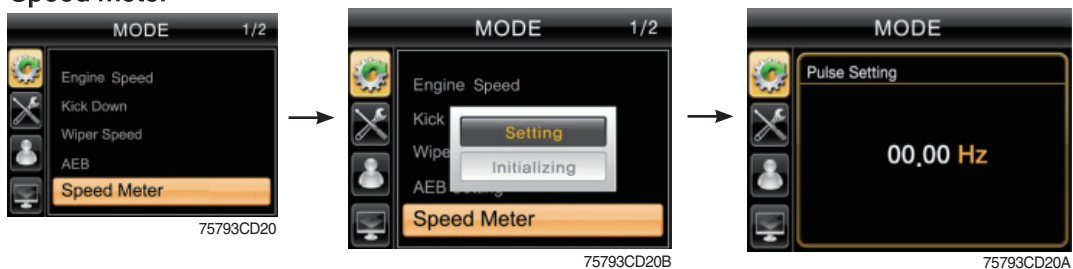 Speed Meter
MODE 1/2
Engine Speed
Kick Down
Wiper Speed
AEB
Speed Meter
75793CD20
MODE 1/2
Engine Speed
Kick
Setting
Wipe
Initializing
AEB
Speed Meter
75793CD20B
MODE
Pulse Setting
00.00 Hz
75793CD20A